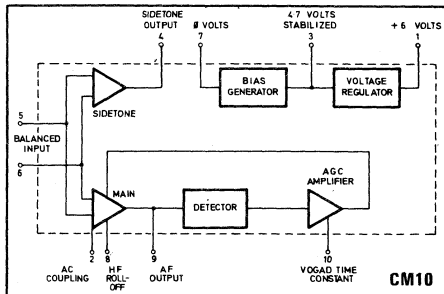 SIDETONE
OUTPUT
4
0 VOLTS
7
4.7 VOLTS
STABILIZED
3
+6 VOLTS
1
BIAS
GENERATOR
VOLTAGE
REGULATOR
SIDETONE
5
BALANCED
INPUT
6
MAIN
DETECTOR
AGC
AMPLIFIER
2
AC
COUPLING
8
HF
ROLL-
OFF
9
AF
OUTPUT
10
VOGAD TIME
CONSTANT
CM10